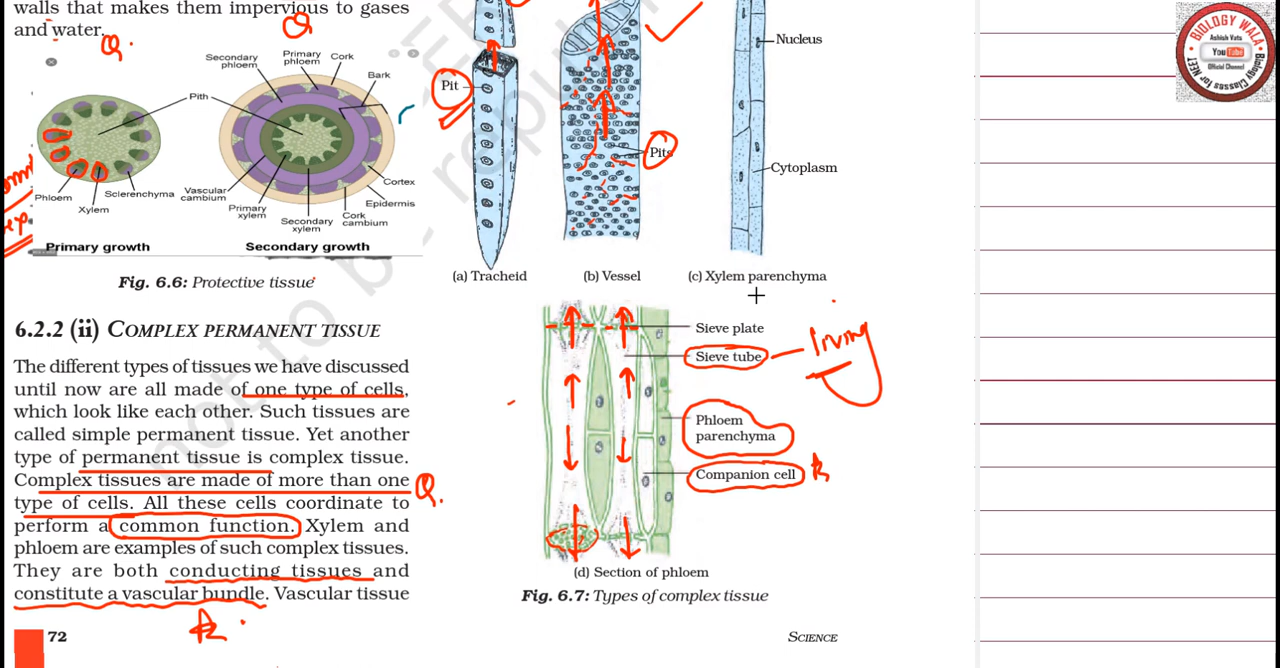 walls that makes them impervious to gases
and water.
Q.
Q
Secondary
phloem
Primary
phloem
Cork
Bark
Pith
Phloem
Xylem
Sclerenchyma
Vascular
cambium
Primary
xylem
Secondary
xylem
Cork
cambium
Epidermis
Cortex
Primary growth
Secondary growth
Fig. 6.6: Protective tissue
6.2.2 (ii) COMPLEX PERMANENT TISSUE
The different types of tissues we have discussed
until now are all made of one type of cells,
which look like each other. Such tissues are
called simple permanent tissue. Yet another
type of permanent tissue is complex tissue.
Complex tissues are made of more than one
Q.
type of cells. All these cells coordinate to
perform a common function. Xylem and
phloem are examples of such complex tissues.
They are both conducting tissues and
constitute a vascular bundle. Vascular tissue
72
Pit
Pits
Nucleus
Cytoplasm
(a) Tracheid
(b) Vessel
(c) Xylem parenchyma
Sieve plate
Sieve tube
living
Phloem
parenchyma
Companion cell
(d) Section of phloem
Fig. 6.7: Types of complex tissue
SCIENCE
not to be republ
BIOLOGY WALA
Ashish Vats
You Tube
Official Channel
Biology Classes for NEET